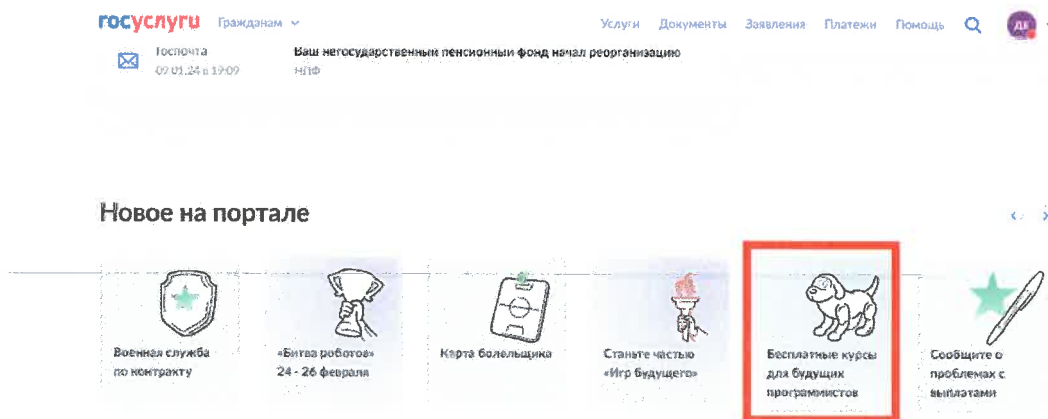 госуслуги Гражданам Услуги Документы Заявления Платежи Помощь ДК
Госпочта Ваш негосударственный пенсионный фонд начал реорганизацию
09.01.24 в 19:09 НПФ
Новое на портале
Военная служба
по контракту
«Битва роботов»
24 - 26 февраля
Карта болельщика
Станьте частью
«Игр будущего»
Бесплатные курсы
для будущих
программистов
Сообщите о
проблемах с
выплатами